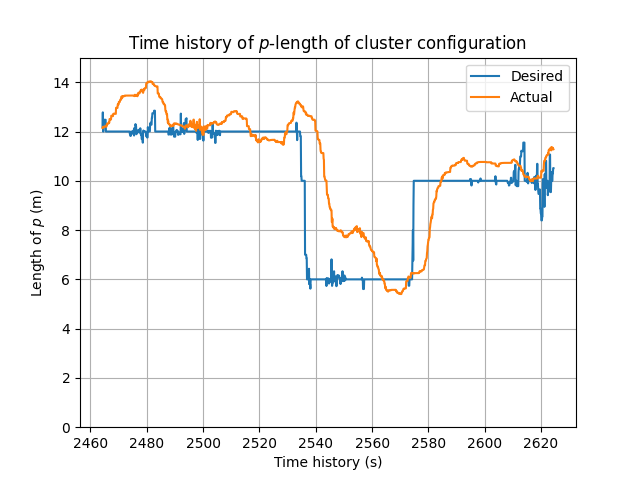 Time history of p-length of cluster configuration
Desired
Actual
Length of p (m)
14
12
10
8
6
4
2
0
2460 2480 2500 2520 2540 2560 2580 2600 2620
Time history (s)